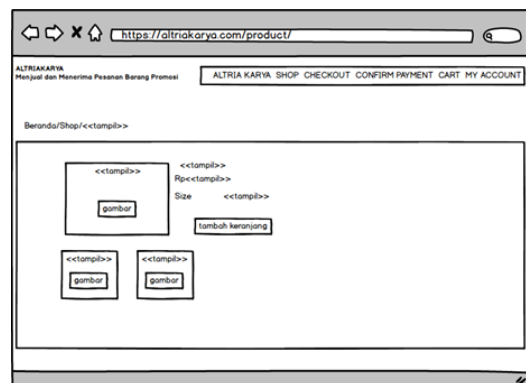 https://altriakarya.com/product/
ALTRIAKARYA
Menjual dan Menerima Pesanan Barang Promosi
ALTRIA KARYA SHOP CHECKOUT CONFIRM PAYMENT CART MY ACCOUNT
Beranda/Shop/<<tampil>>
<<tampil>>
gambar
<<tampil>>
Rp<<tampil>>
Size <<tampil>>
tambah keranjang
<<tampil>> <<tampil>>
gambar gambar